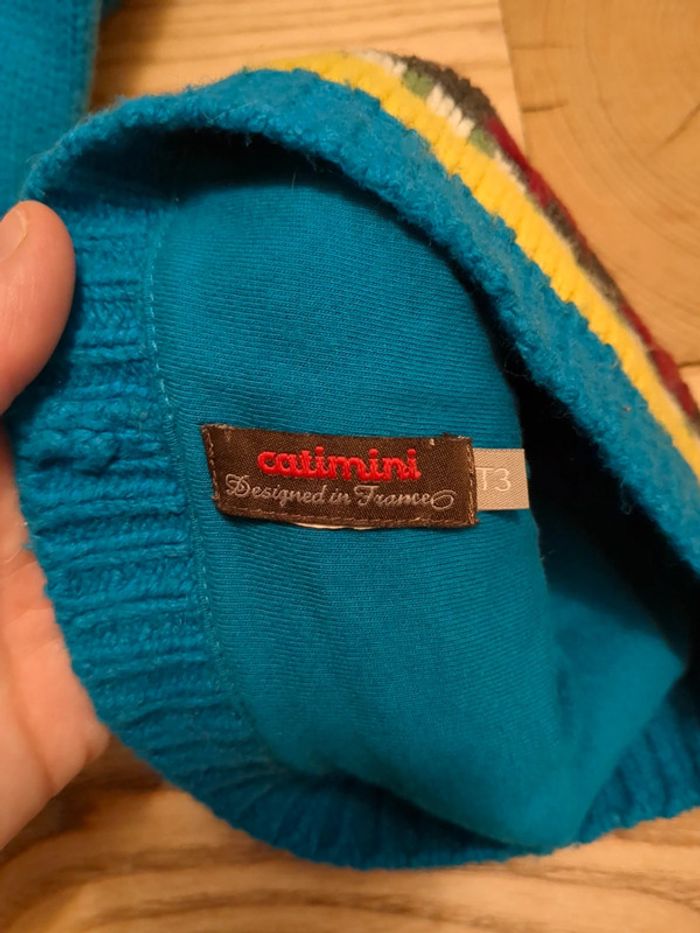 catimini
Designed in France
T3